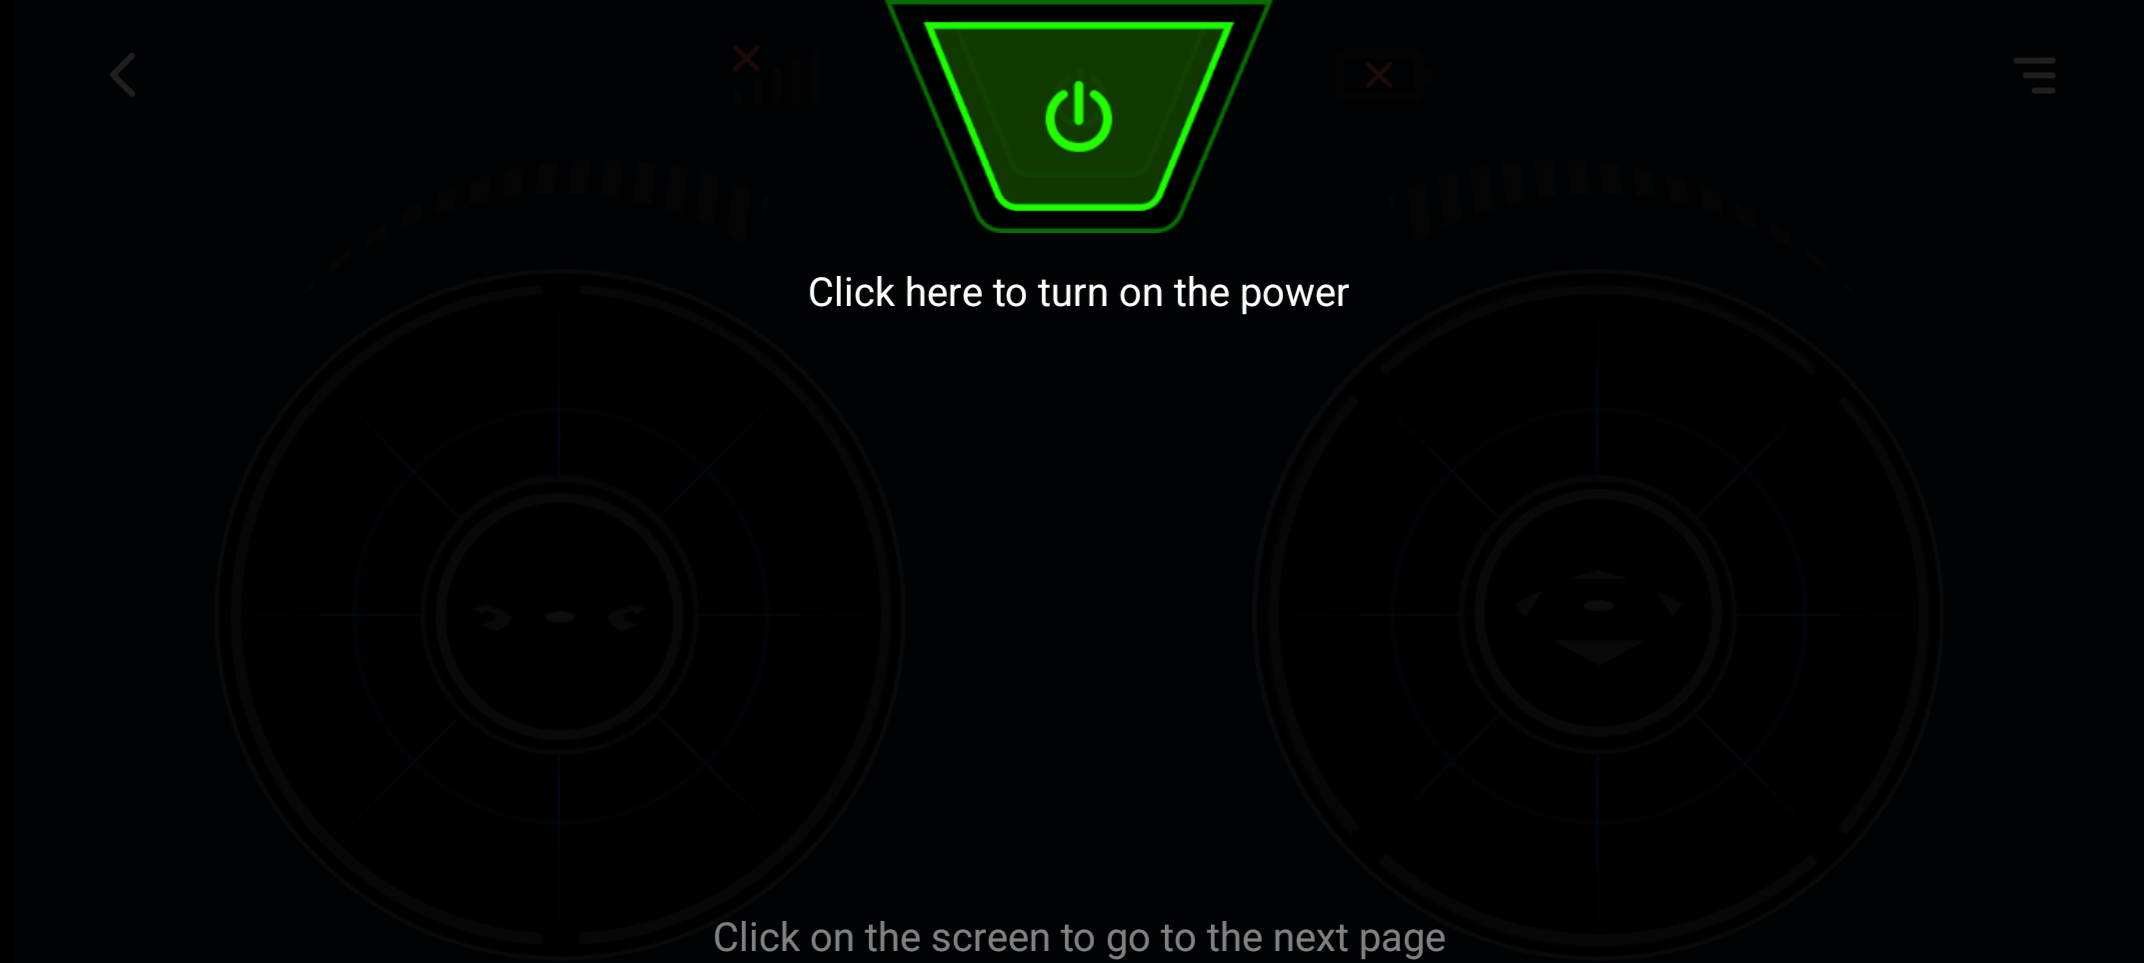 Click here to turn on the power
Click on the screen to go to the next page